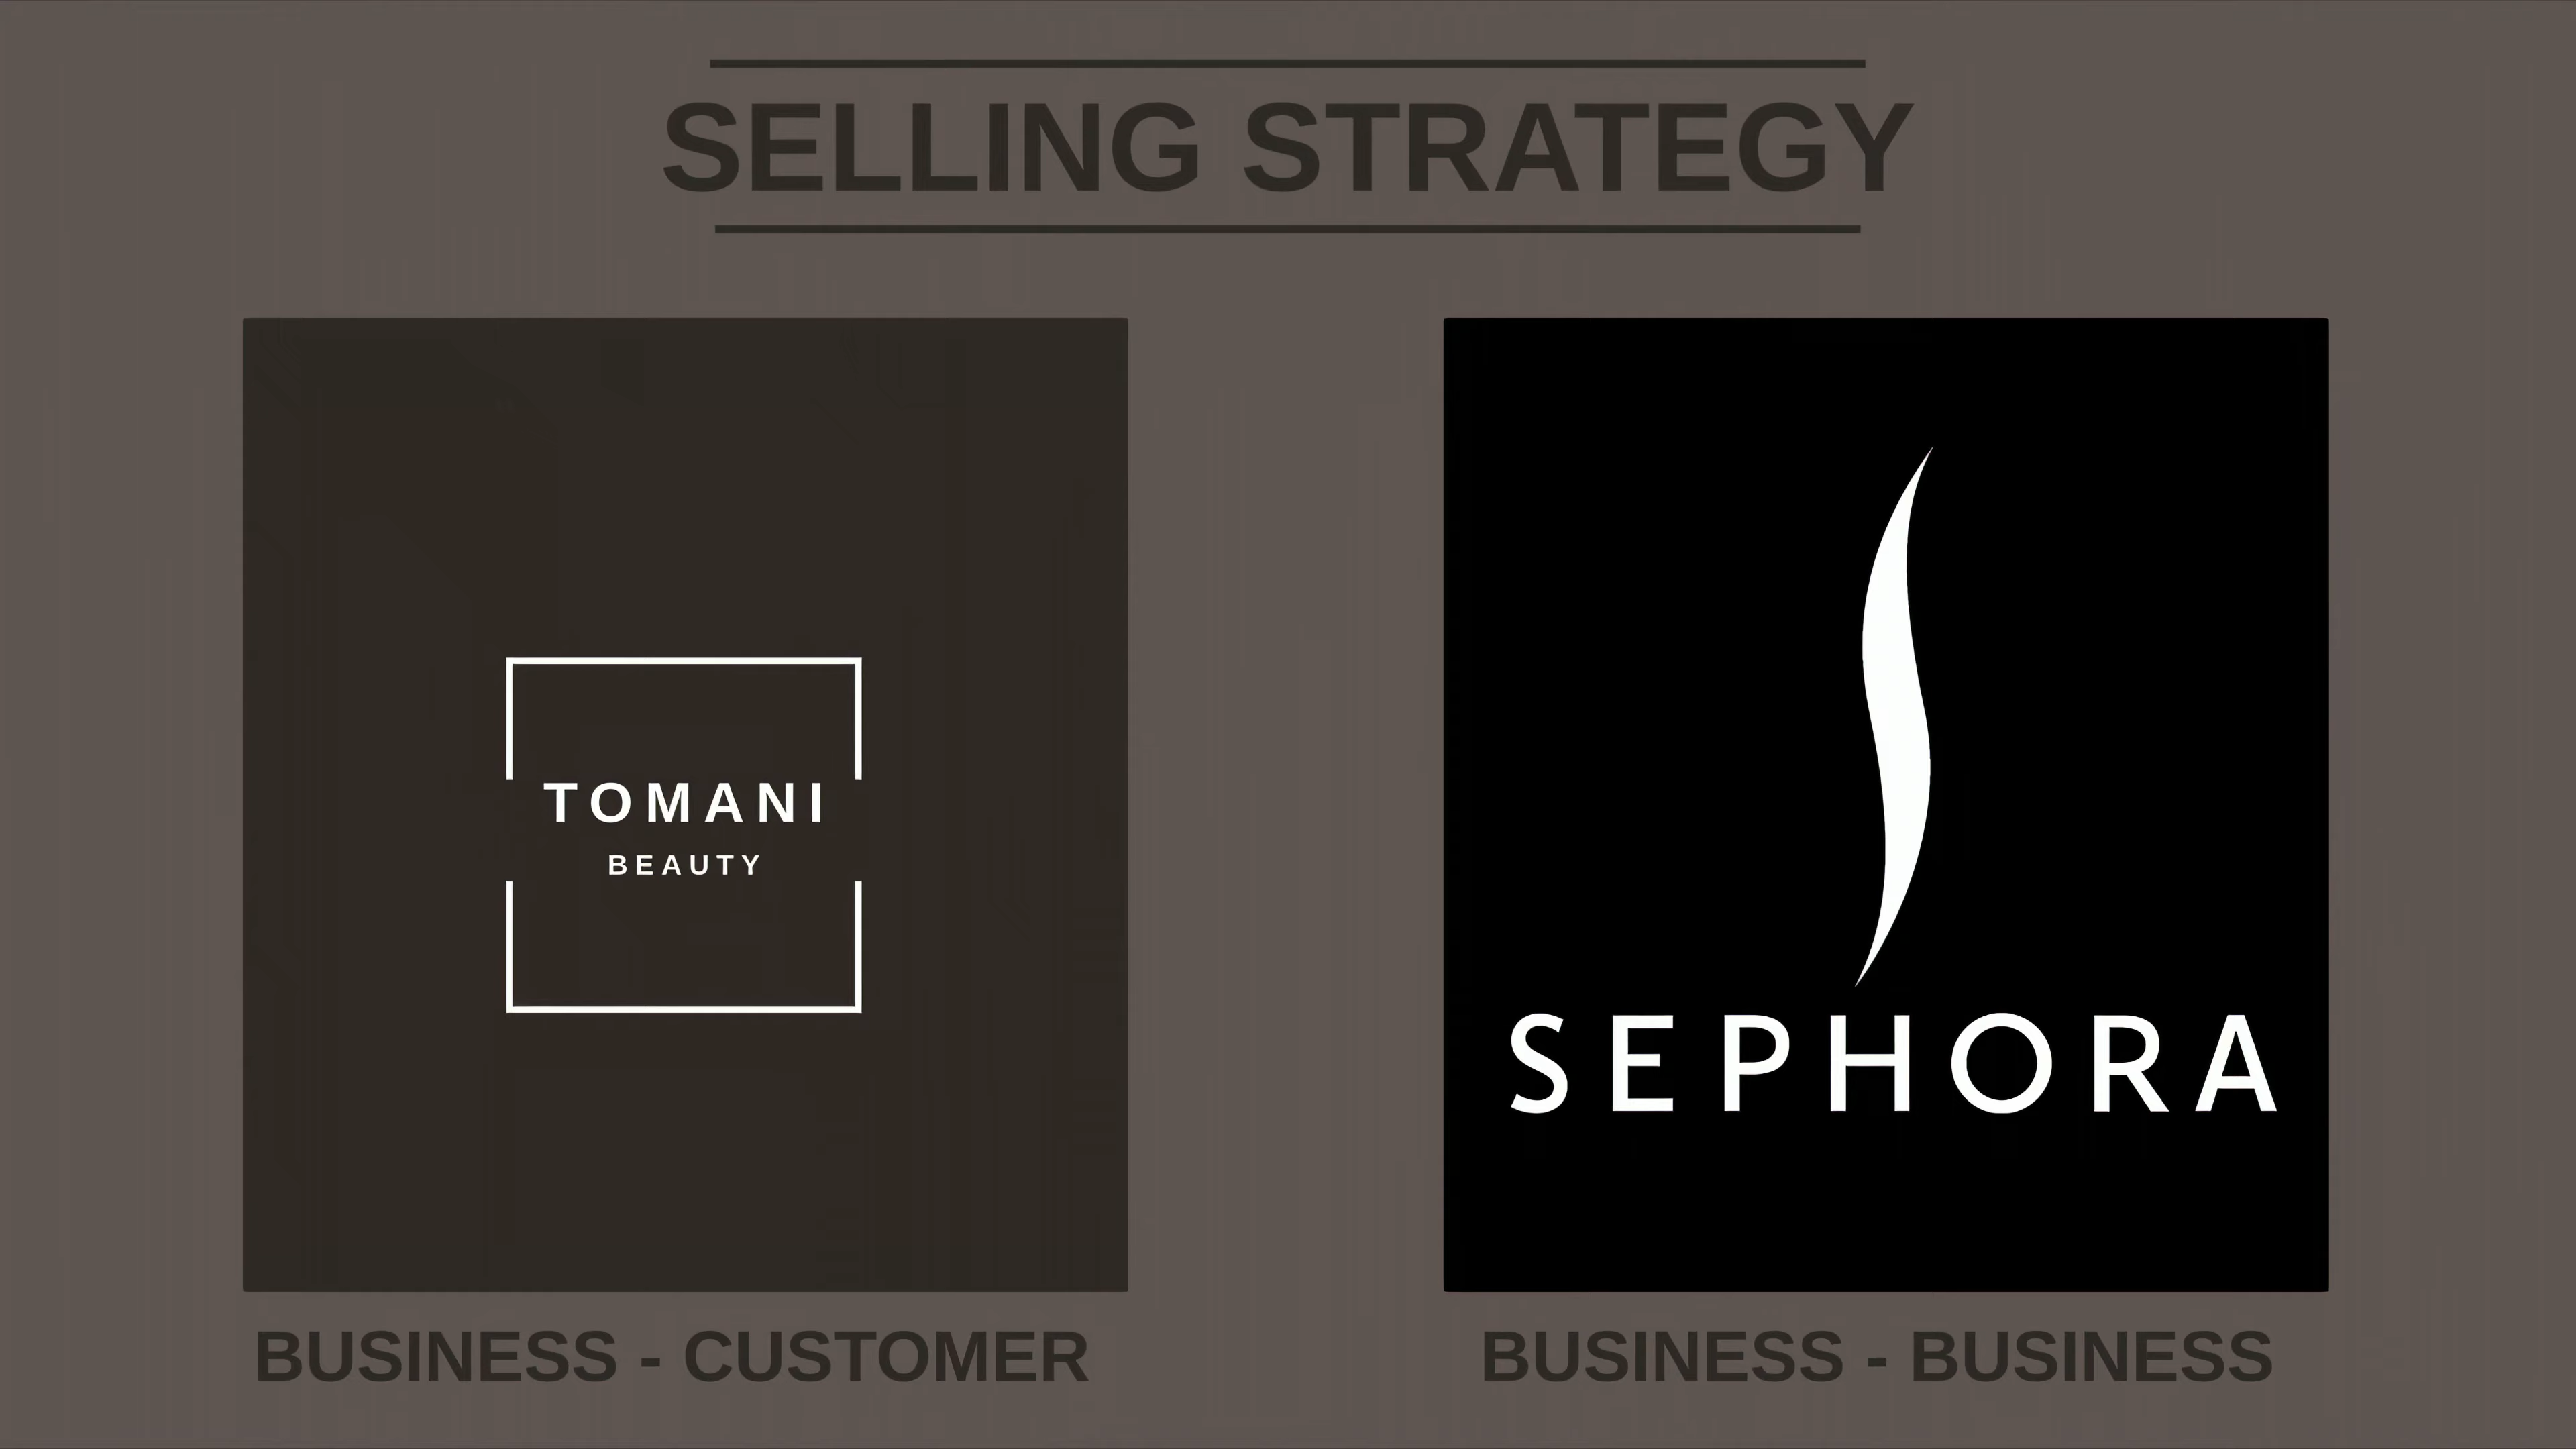 SELLING STRATEGY
TOMANI
BEAUTY
SEPHORA
BUSINESS - CUSTOMER
BUSINESS - BUSINESS